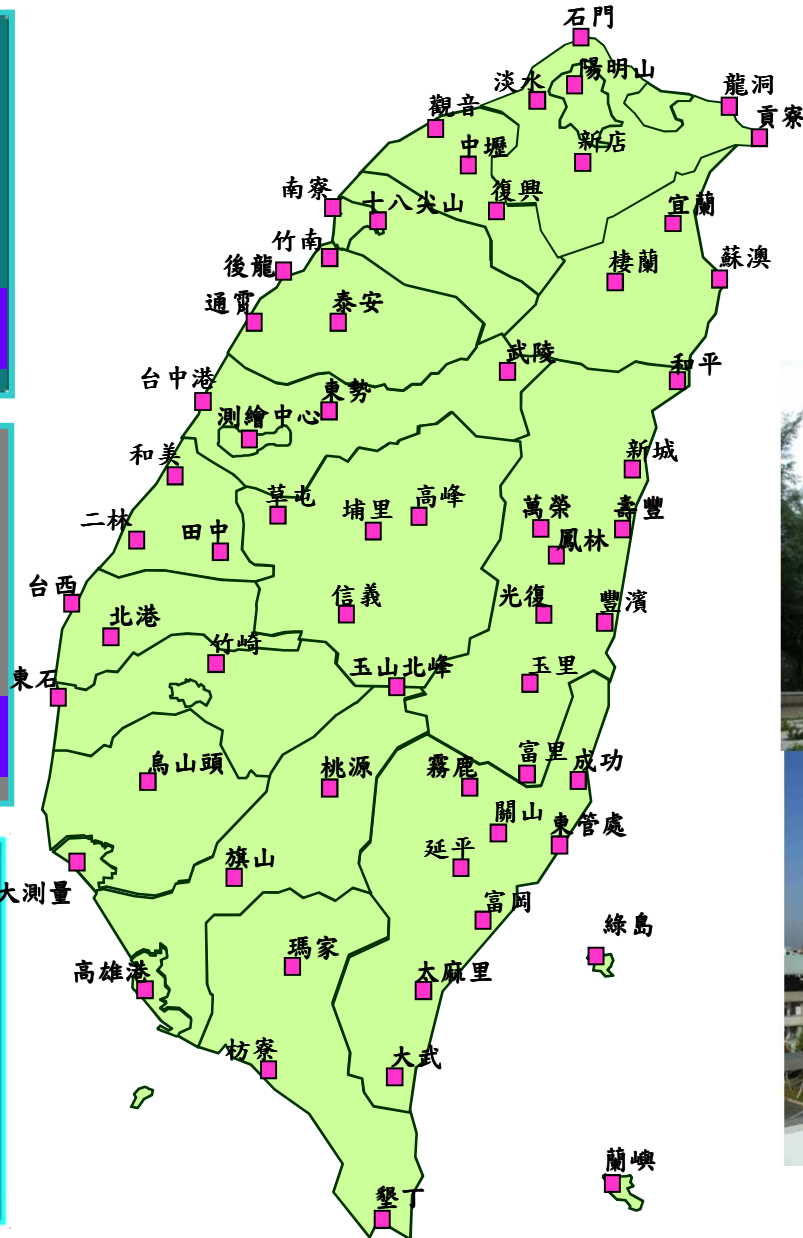 石門
陽明山
淡水
龍洞
觀音
貢寮
中壢
新店
南寮
十八尖山
復興
宜蘭
竹南
後龍
棲蘭
蘇澳
通霄
泰安
武陵
和平
台中港
東勢
測繪中心
和美
新城
二林
田中
草屯
埔里
高峰
萬榮
壽豐
鳳林
台西
北港
信義
光復
豐濱
竹崎
東石
玉山北峰
玉里
烏山頭
桃源
霧鹿
富里
成功
關山
東管處
延平
旗山
大測量
富岡
綠島
高雄港
瑪家
太麻里
枋寮
大武
蘭嶼
墾丁